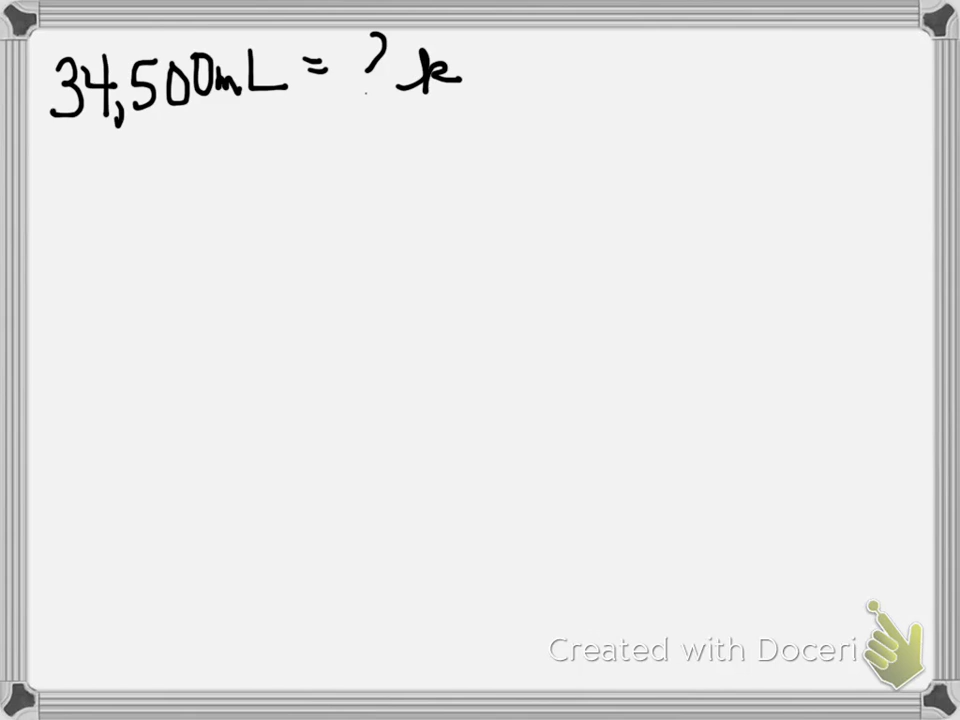 34,500mL = ? k
Created with Doceri